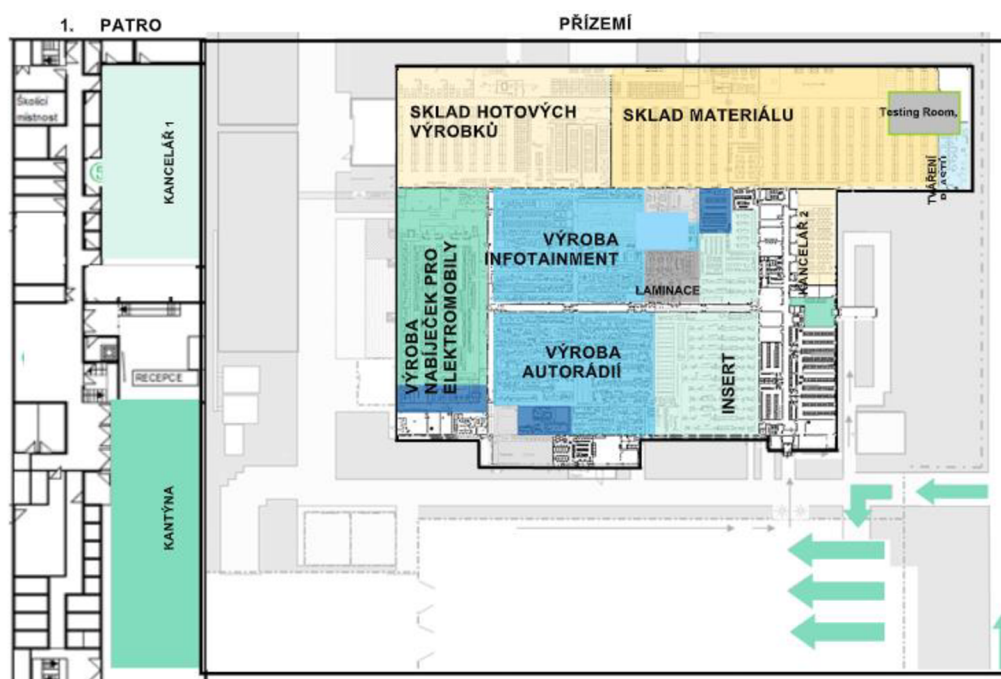 1. PATRO
PŘÍZEMÍ
Školící
místnost
KANCELÁŘ 1
RECEPCE
KANTÝNA
SKLAD HOTOVÝCH
VÝROBKŮ
SKLAD MATERIÁLU
Testing Room,
TVÁŘENÍ
VÝROBA
NABÍJEČEK PRO
ELEKTROMOBILY
VÝROBA
INFOTAINMENT
LAMINACE
KANCELÁŘ 2
VÝROBA
AUTORÁDIÍ
INSERT